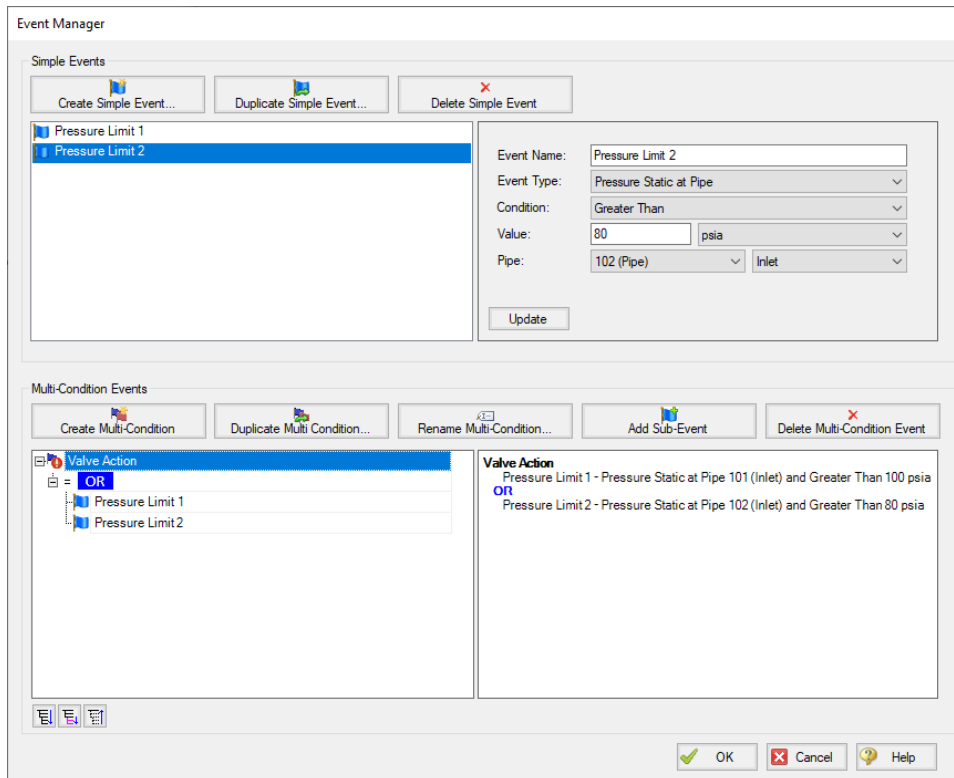 Event Manager
Simple Events
Create Simple Event...
Duplicate Simple Event...
Delete Simple Event
Pressure Limit 1
Pressure Limit 2
Event Name: Pressure Limit 2
Event Type: Pressure Static at Pipe
Condition: Greater Than
Value: 80 psia
Pipe: 102 (Pipe) Inlet
Update
Multi-Condition Events
Create Multi-Condition
Duplicate Multi Condition...
Rename Multi-Condition...
Add Sub-Event
Delete Multi-Condition Event
Valve Action
= OR
Pressure Limit 1
Pressure Limit 2
Valve Action
Pressure Limit 1 - Pressure Static at Pipe 101 (Inlet) and Greater Than 100 psia
OR
Pressure Limit 2 - Pressure Static at Pipe 102 (Inlet) and Greater Than 80 psia
OK
Cancel
Help